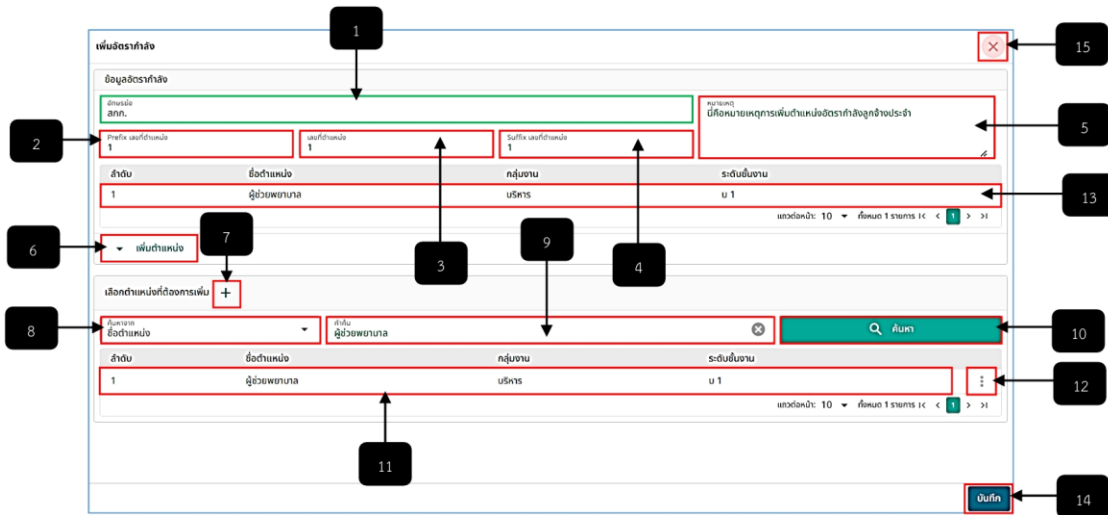 1
เพิ่มอัตรากำลัง
15
ข้อมูลอัตรากำลัง
อักษรย่อ
สกก.
หมายเหตุ
นี่คือหมายเหตุการเพิ่มตำแหน่งอัตรากำลังลูกจ้างประจำ
2
Prefix เลขที่ตำแหน่ง
1
เลขที่ตำแหน่ง
1
Suffix เลขที่ตำแหน่ง
1
5
ลำดับ ชื่อตำแหน่ง กลุ่มงาน ระดับชั้นงาน
1 ผู้ช่วยพยาบาล บริหาร บ 1
13
แถวต่อหน้า: 10 ทั้งหมด 1 รายการ 1
6
เพิ่มตำแหน่ง
7
3
9
4
เลือกตำแหน่งที่ต้องการเพิ่ม +
8
ค้นหาจาก
ชื่อตำแหน่ง
คำค้น
ผู้ช่วยพยาบาล
ค้นหา
10
ลำดับ ชื่อตำแหน่ง กลุ่มงาน ระดับชั้นงาน
1 ผู้ช่วยพยาบาล บริหาร บ 1
12
แถวต่อหน้า: 10 ทั้งหมด 1 รายการ 1
11
บันทึก
14